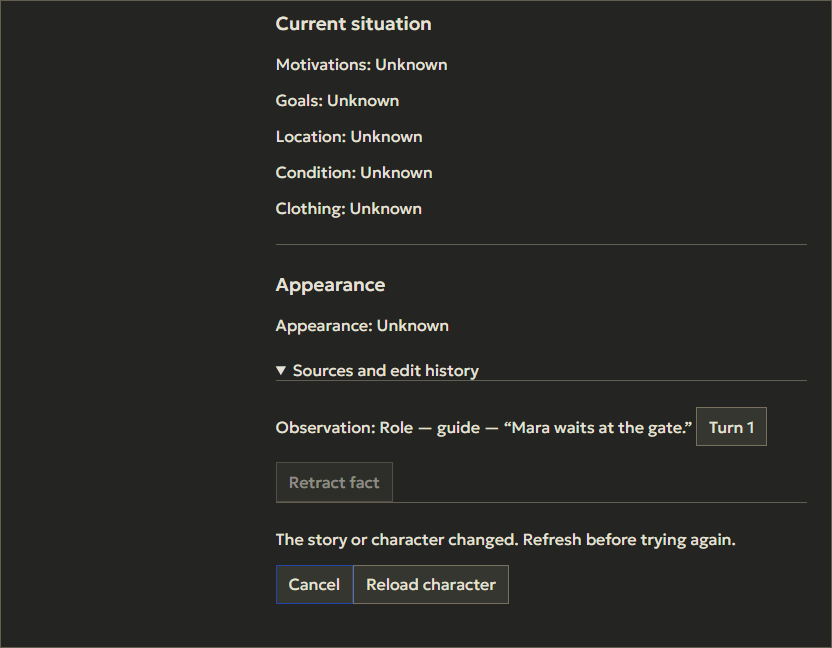 Current situation
Motivations: Unknown
Goals: Unknown
Location: Unknown
Condition: Unknown
Clothing: Unknown
Appearance
Appearance: Unknown
▼ Sources and edit history
Observation: Role — guide — “Mara waits at the gate.” Turn 1
Retract fact
The story or character changed. Refresh before trying again.
Cancel Reload character